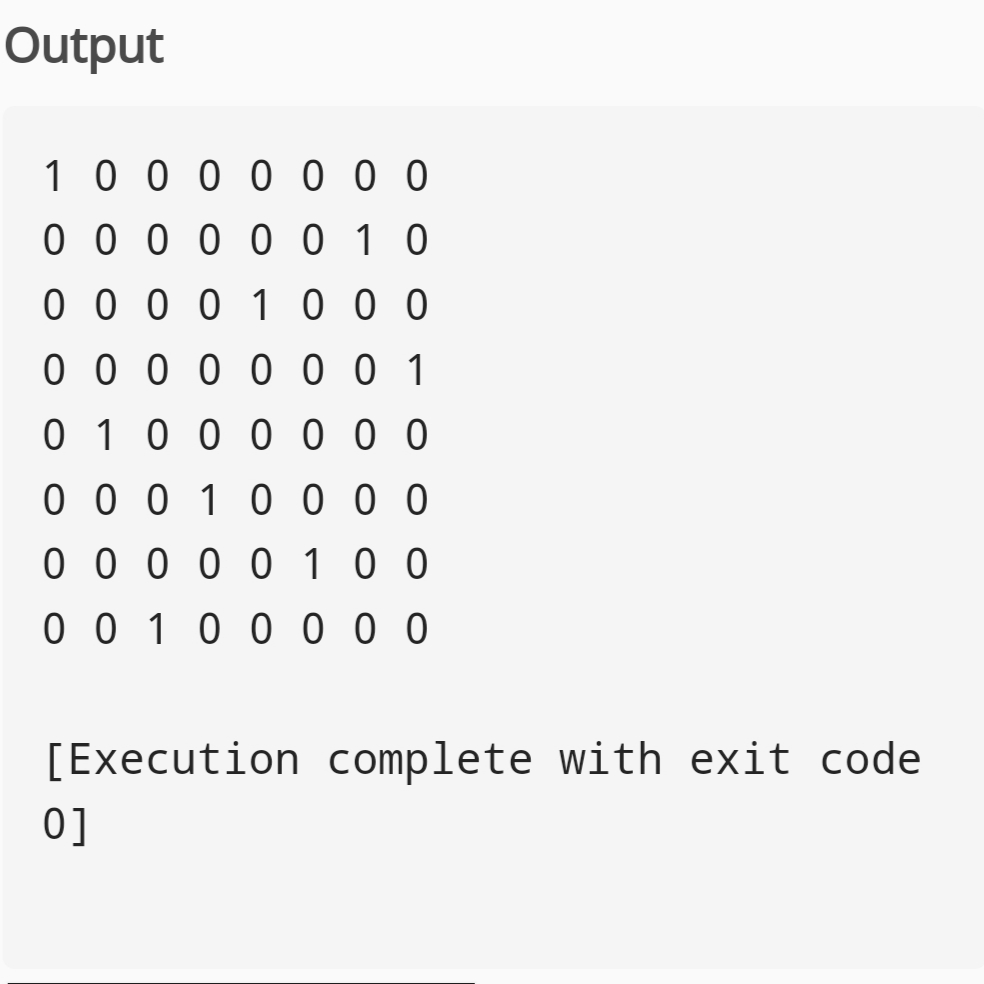 Output
1 0 0 0 0 0 0 0
0 0 0 0 0 0 1 0
0 0 0 0 1 0 0 0
0 0 0 0 0 0 0 1
0 1 0 0 0 0 0 0
0 0 0 1 0 0 0 0
0 0 0 0 0 1 0 0
0 0 1 0 0 0 0 0
[Execution complete with exit code
0]